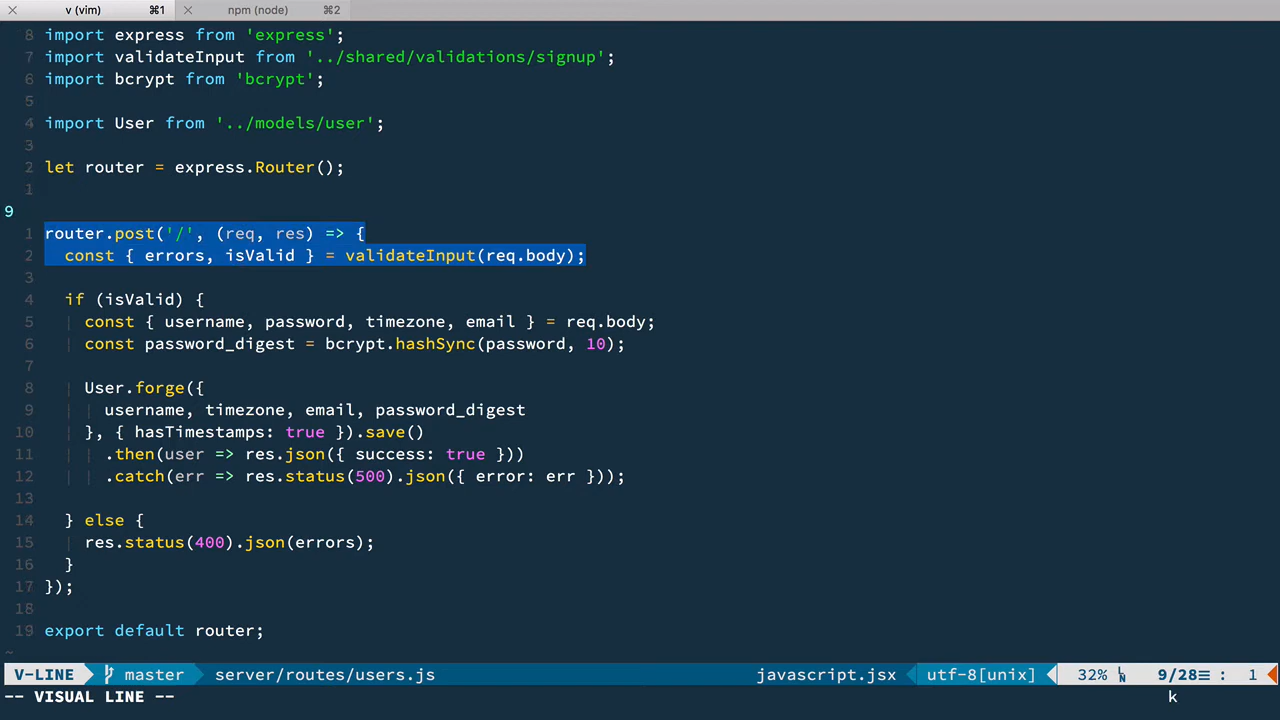 v (vim) ⌘1 npm (node) ⌘2
8 import express from 'express';
7 import validateInput from '../shared/validations/signup';
6 import bcrypt from 'bcrypt';
5
4 import User from '../models/user';
3
2 let router = express.Router();
1
9
1 router.post('/', (req, res) => {
2 const { errors, isValid } = validateInput(req.body);
3
4 if (isValid) {
5 const { username, password, timezone, email } = req.body;
6 const password_digest = bcrypt.hashSync(password, 10);
7
8 User.forge({
9 username, timezone, email, password_digest
10 }, { hasTimestamps: true }).save()
11 .then(user => res.json({ success: true }))
12 .catch(err => res.status(500).json({ error: err }));
13
14 } else {
15 res.status(400).json(errors);
16 }
17 });
18
19 export default router;
~
V-LINE master server/routes/users.js javascript.jsx utf-8[unix] 32% LN 9/28≡ : 1
-- VISUAL LINE -- k